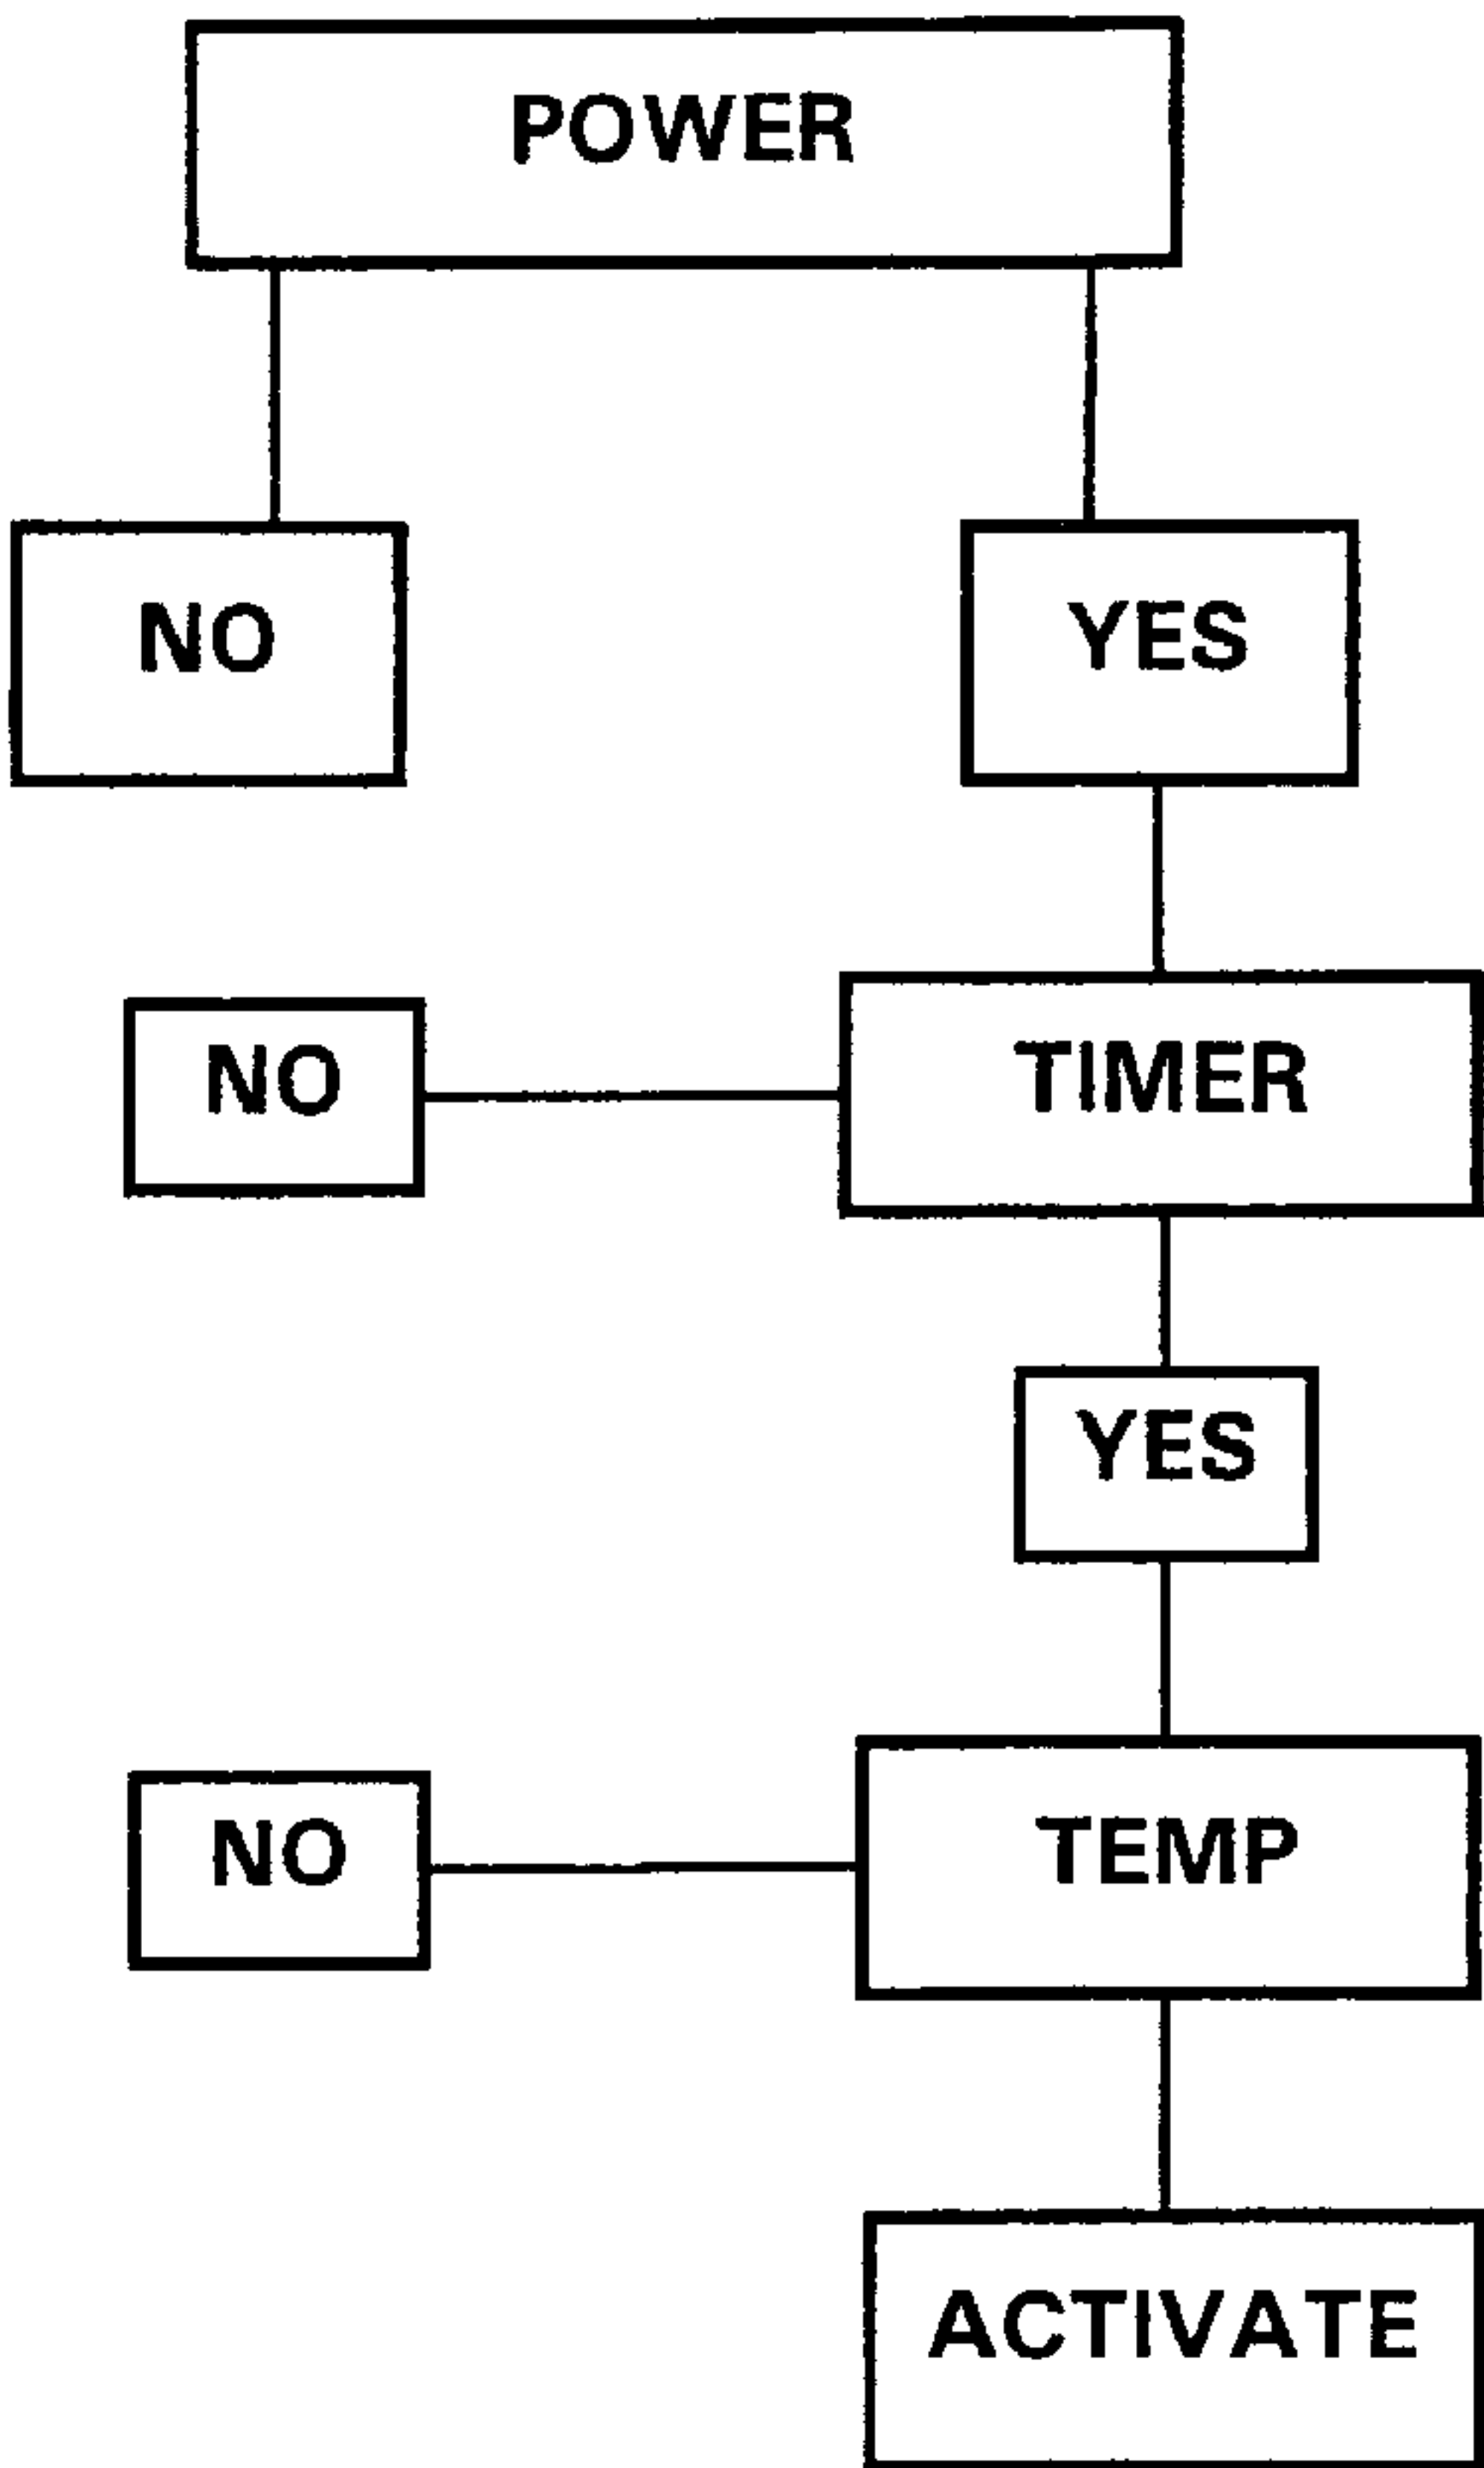 POWER
NO
YES
NO
TIMER
YES
NO
TEMP
ACTIVATE